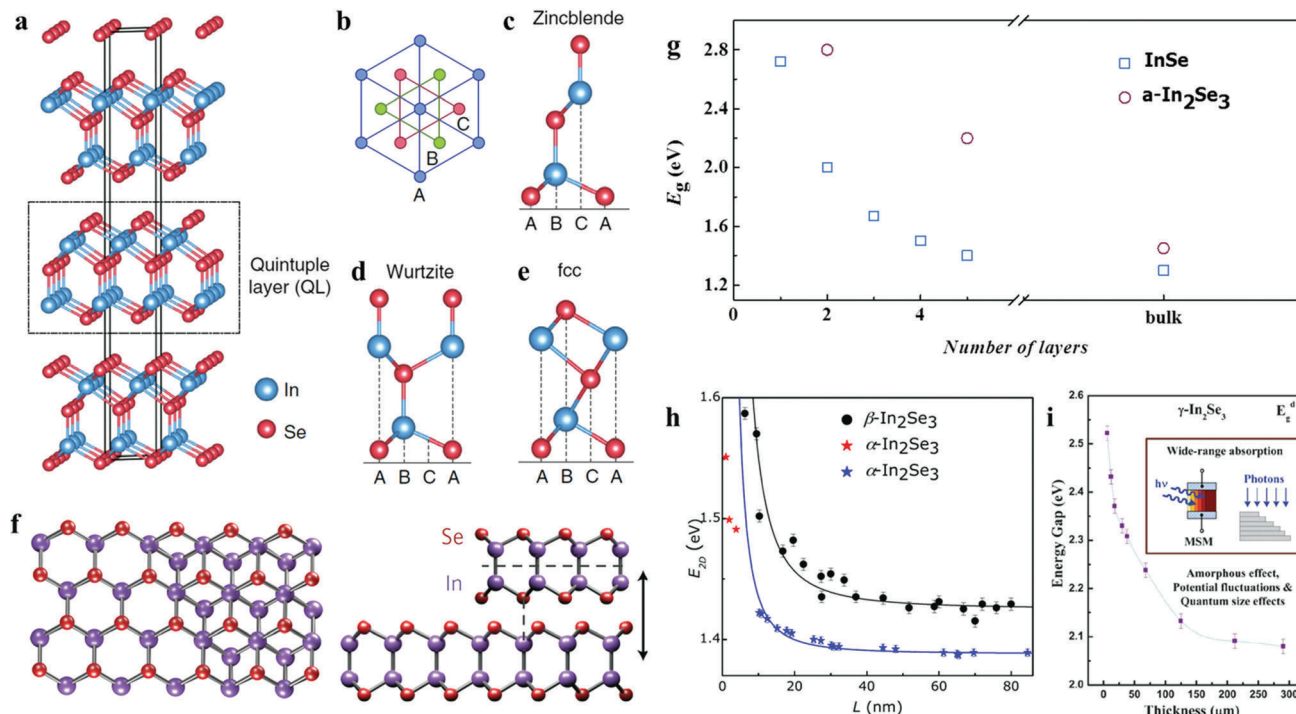 a
Quintuple
layer (QL)
In
Se
b
A
B
C
c
Zincblende
A B C A
d
Wurtzite
A B C A
e
fcc
A B C A
f
Se
In
g
InSe
a-In2Se3
Eg (eV)
2.8
2.4
2.0
1.6
1.2
0 2 4 bulk
Number of layers
h
β-In2Se3
α-In2Se3
α-In2Se3
E2D (eV)
1.6
1.5
1.4
0 20 40 60 80
L (nm)
i
γ-In2Se3 Eg d
Wide-range absorption
hν
Photons
MSM
Amorphous effect,
Potential fluctuations &
Quantum size effects
Energy Gap (eV)
2.6
2.5
2.4
2.3
2.2
2.1
2.0
0 50 100 150 200 250 300
Thickness (μm)